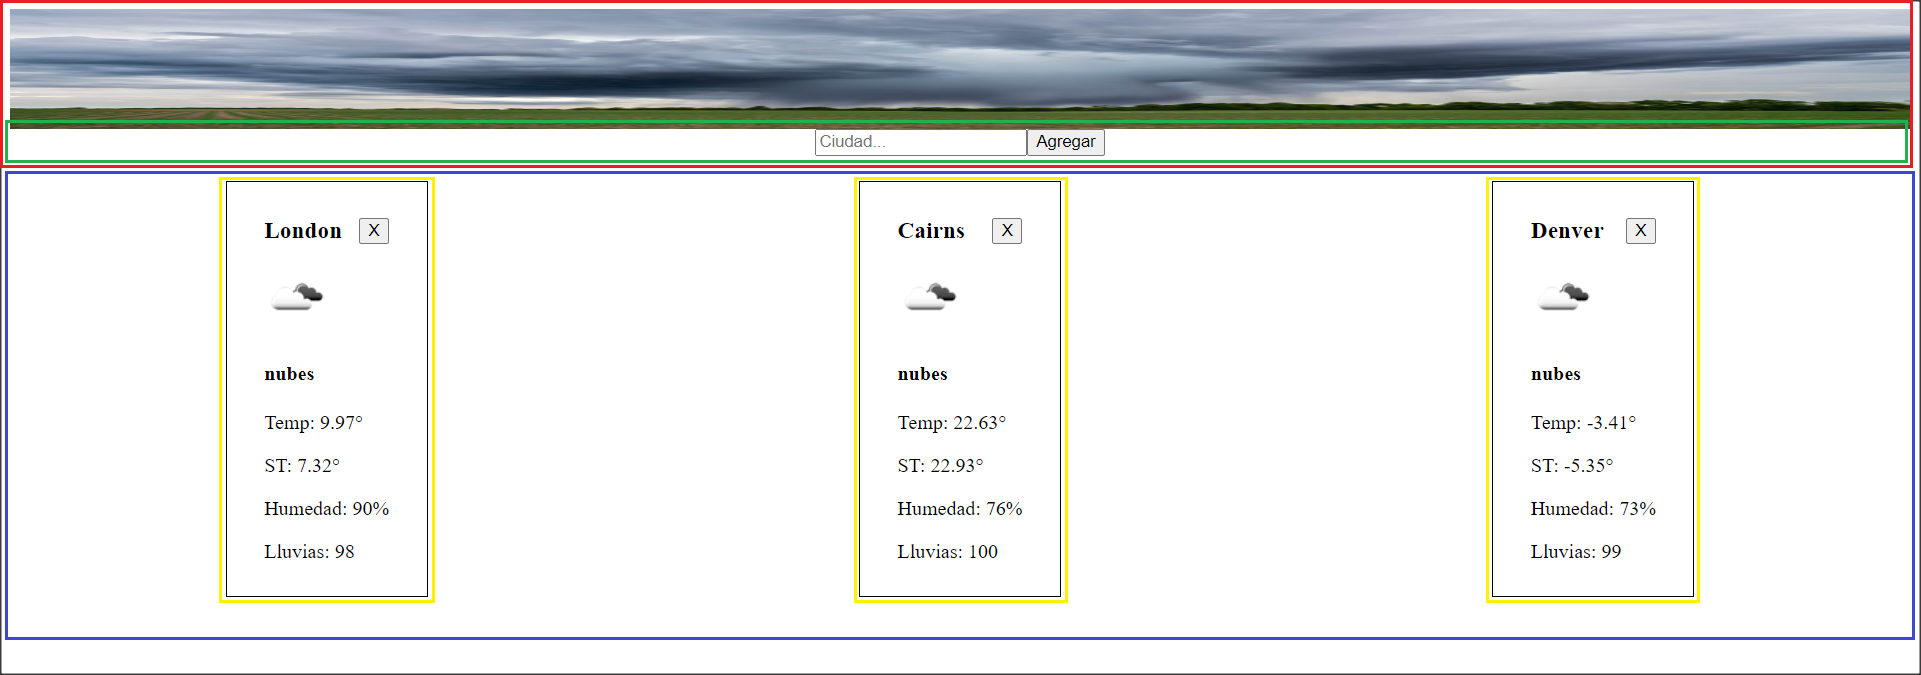 Ciudad... Agregar
London X
nubes
Temp: 9.97°
ST: 7.32°
Humedad: 90%
Lluvias: 98
Cairns X
nubes
Temp: 22.63°
ST: 22.93°
Humedad: 76%
Lluvias: 100
Denver X
nubes
Temp: -3.41°
ST: -5.35°
Humedad: 73%
Lluvias: 99